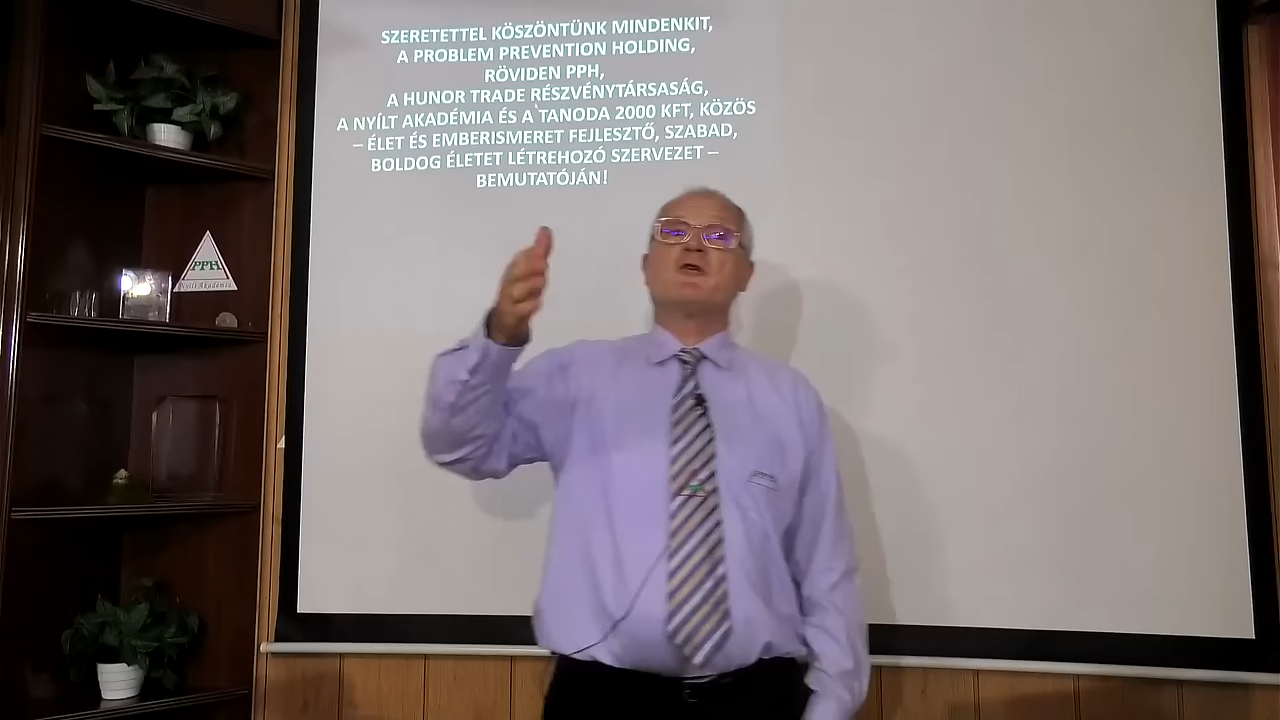 SZERETETTEL KÖSZÖNTÜNK MINDENKIT,
A PROBLEM PREVENTION HOLDING,
RÖVIDEN PPH,
A HUNOR TRADE RÉSZVÉNYTÁRSASÁG,
A NYÍLT AKADÉMIA ÉS A TANODA 2000 KFT, KÖZÖS
– ÉLET ÉS EMBERISMERET FEJLESZTŐ, SZABAD,
BOLDOG ÉLETET LÉTREHOZÓ SZERVEZET –
BEMUTATÓJÁN!
PPH
Nyílt Akadémia